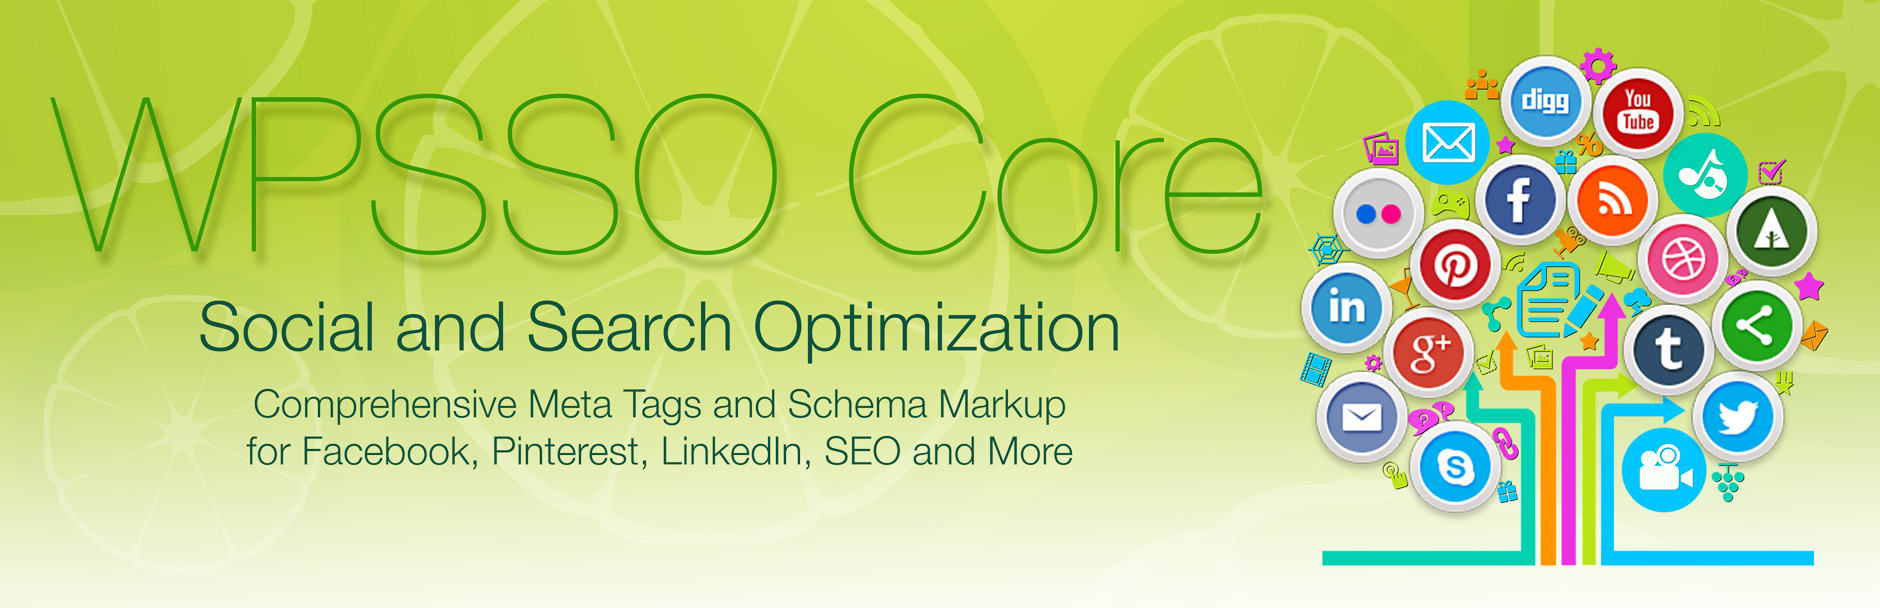 WPSSO Core
Social and Search Optimization
Comprehensive Meta Tags and Schema Markup
for Facebook, Pinterest, LinkedIn, SEO and More
digg
You
Tube
f
in
g+
t
S
%